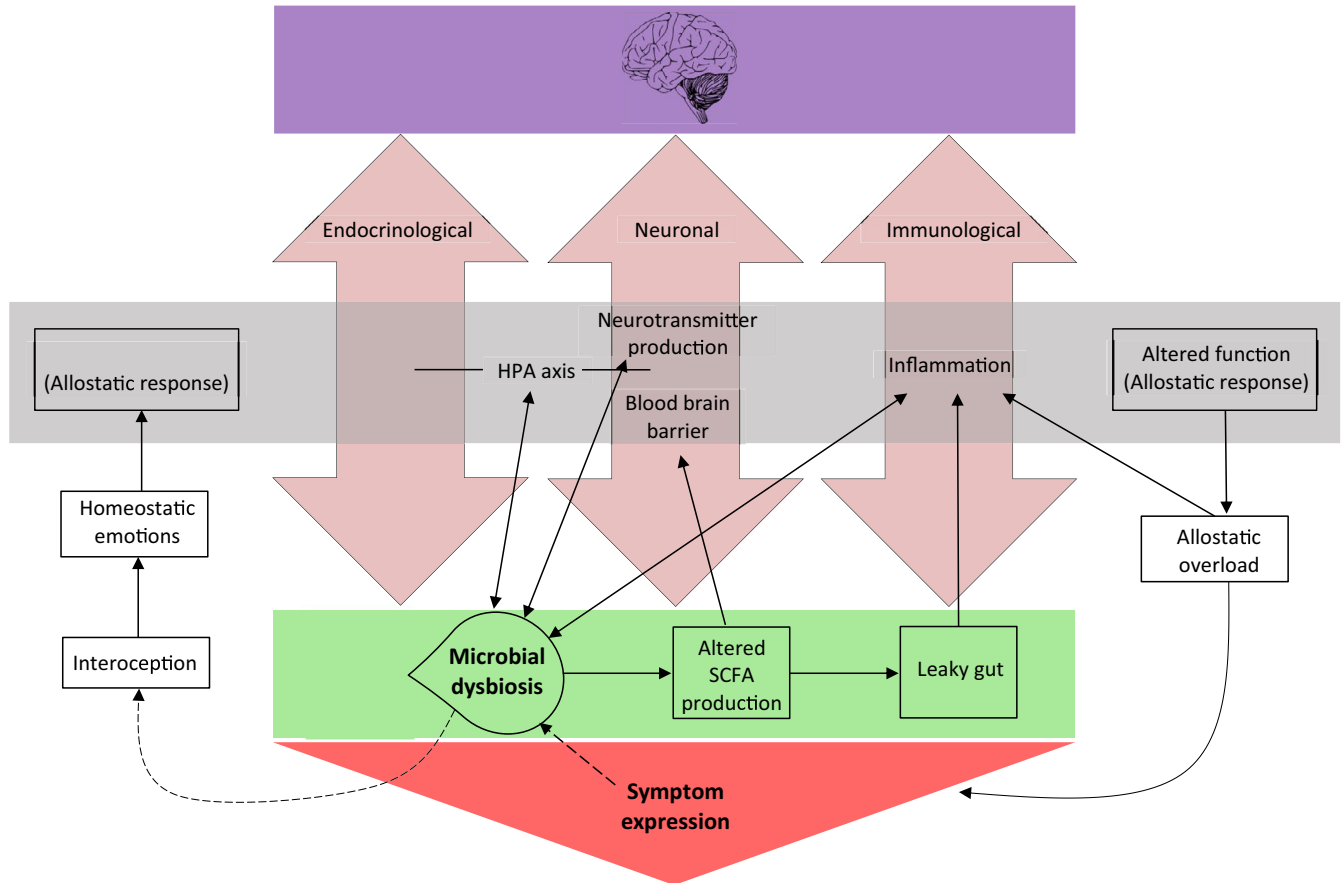 Endocrinological
Neuronal
Immunological
(Allostatic response)
HPA axis
Neurotransmitter
production
Blood brain
barrier
Inflammation
Altered function
(Allostatic response)
Homeostatic
emotions
Allostatic
overload
Interoception
Microbial
dysbiosis
Altered
SCFA
production
Leaky gut
Symptom
expression